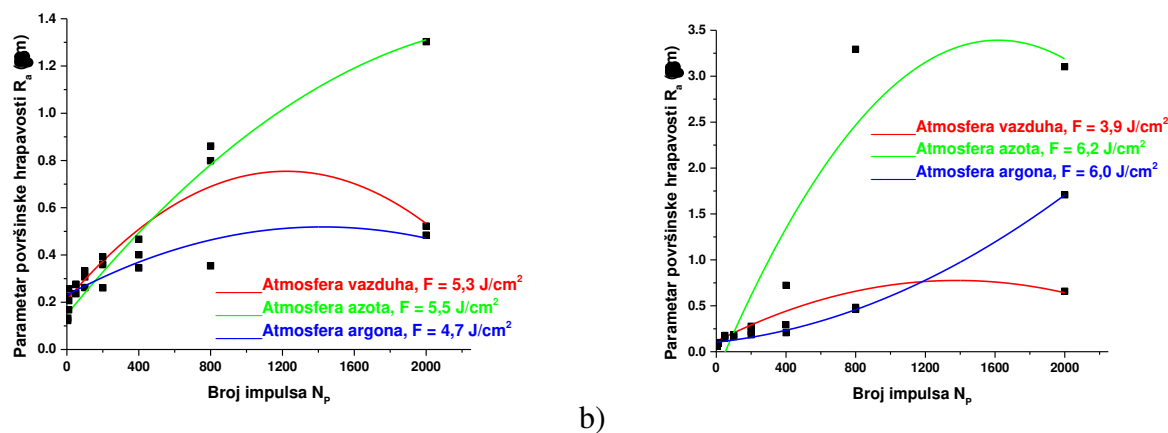 Parametar površinske hrapavosti R_a ( m)
1.4
1.2
1.0
0.8
0.6
0.4
0.2
0.0
0 400 800 1200 1600 2000
Broj impulsa N_P
Atmosfera vazduha, F = 5,3 J/cm²
Atmosfera azota, F = 5,5 J/cm²
Atmosfera argona, F = 4,7 J/cm²
b)
Parametar površinske hrapavosti R_a ( m)
3.5
3.0
2.5
2.0
1.5
1.0
0.5
0.0
0 400 800 1200 1600 2000
Broj impulsa N_P
Atmosfera vazduha, F = 3,9 J/cm²
Atmosfera azota, F = 6,2 J/cm²
Atmosfera argona, F = 6,0 J/cm²